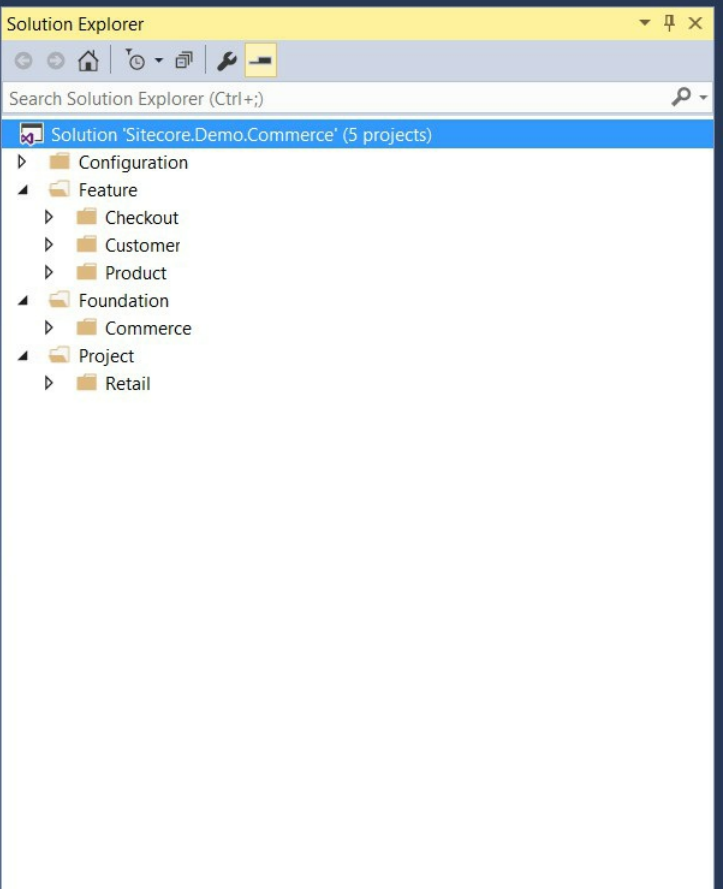 Solution Explorer
Search Solution Explorer (Ctrl+;)
Solution 'Sitecore.Demo.Commerce' (5 projects)
Configuration
Feature
Checkout
Customer
Product
Foundation
Commerce
Project
Retail